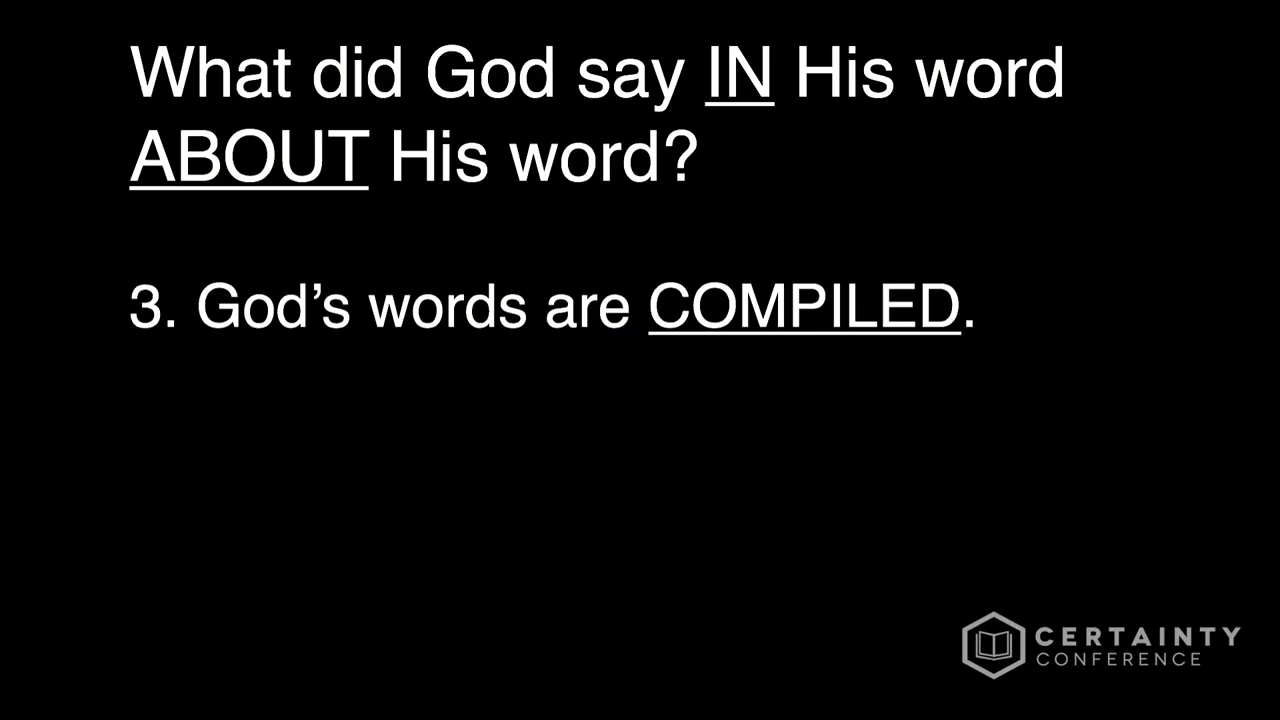 What did God say IN His word
ABOUT His word?
3. God’s words are COMPILED.
CERTAINTY
CONFERENCE